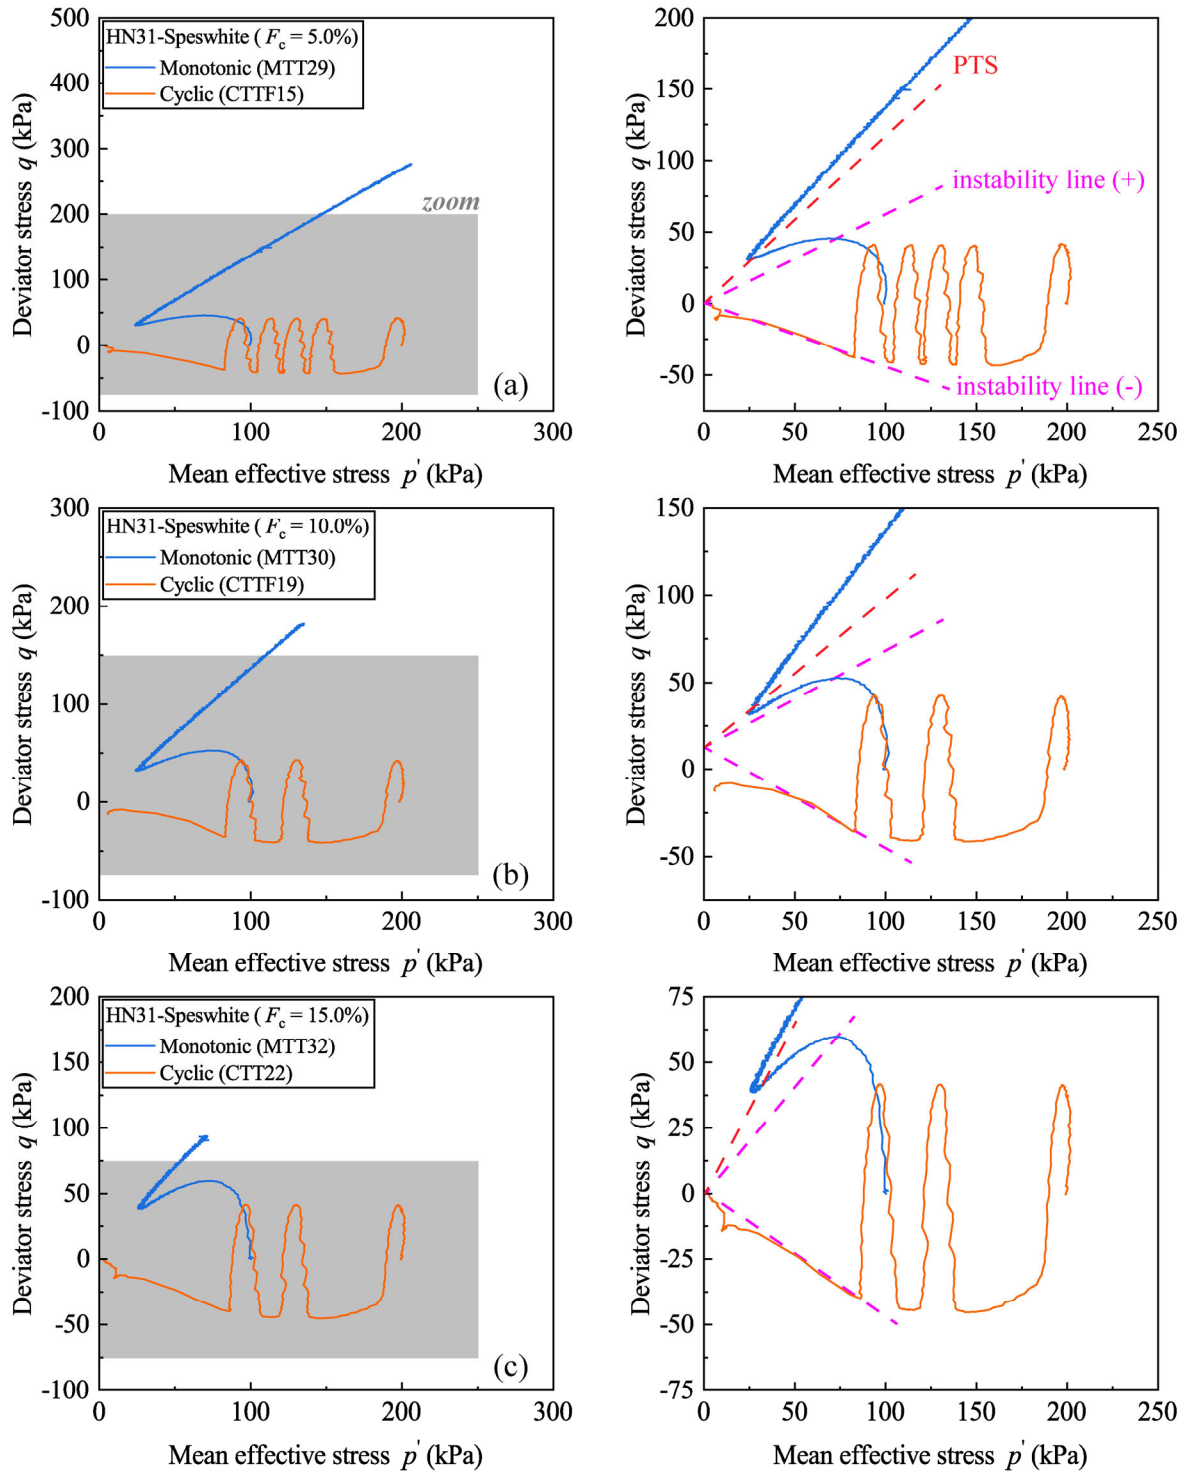 500
400
300
200
100
0
-100
0
100
200
300
Deviator stress q (kPa)
Mean effective stress p' (kPa)
HN31-Speswhite ( Fc = 5.0%)
Monotonic (MTT29)
Cyclic (CTTF15)
zoom
(a)
200
150
100
50
0
-50
0
50
100
150
200
250
Deviator stress q (kPa)
Mean effective stress p' (kPa)
PTS
instability line (+)
instability line (-)
300
200
100
0
-100
0
100
200
300
Deviator stress q (kPa)
Mean effective stress p' (kPa)
HN31-Speswhite ( Fc = 10.0%)
Monotonic (MTT30)
Cyclic (CTTF19)
(b)
150
100
50
0
-50
0
50
100
150
200
250
Deviator stress q (kPa)
Mean effective stress p' (kPa)
200
150
100
50
0
-50
-100
0
100
200
300
Deviator stress q (kPa)
Mean effective stress p' (kPa)
HN31-Speswhite ( Fc = 15.0%)
Monotonic (MTT32)
Cyclic (CTT22)
(c)
75
50
25
0
-25
-50
-75
0
50
100
150
200
250
Deviator stress q (kPa)
Mean effective stress p' (kPa)